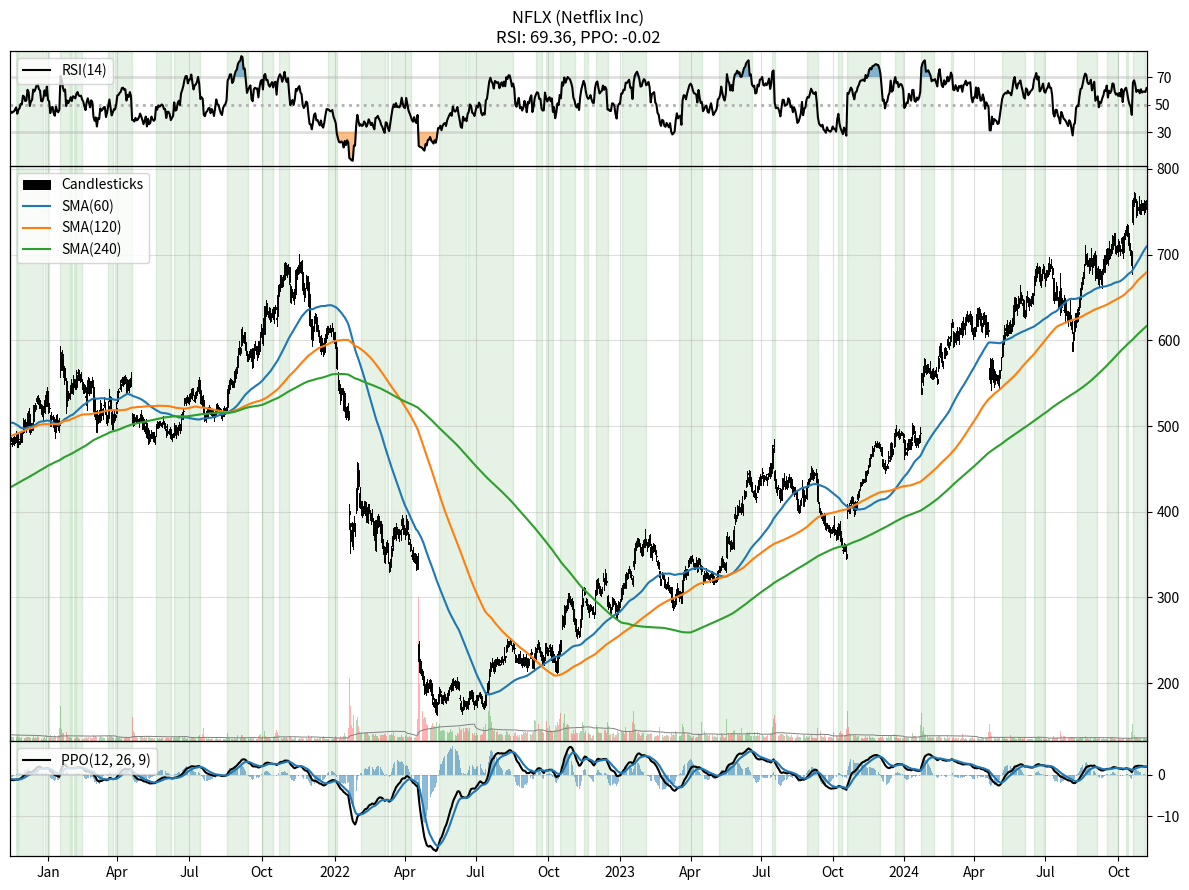 NFLX (Netflix Inc)
RSI: 69.36, PPO: -0.02
RSI(14)
70
50
30
800
Candlesticks
SMA(60)
SMA(120)
SMA(240)
700
600
500
400
300
200
PPO(12, 26, 9)
0
−10
Jan Apr Jul Oct 2022 Apr Jul Oct 2023 Apr Jul Oct 2024 Apr Jul Oct